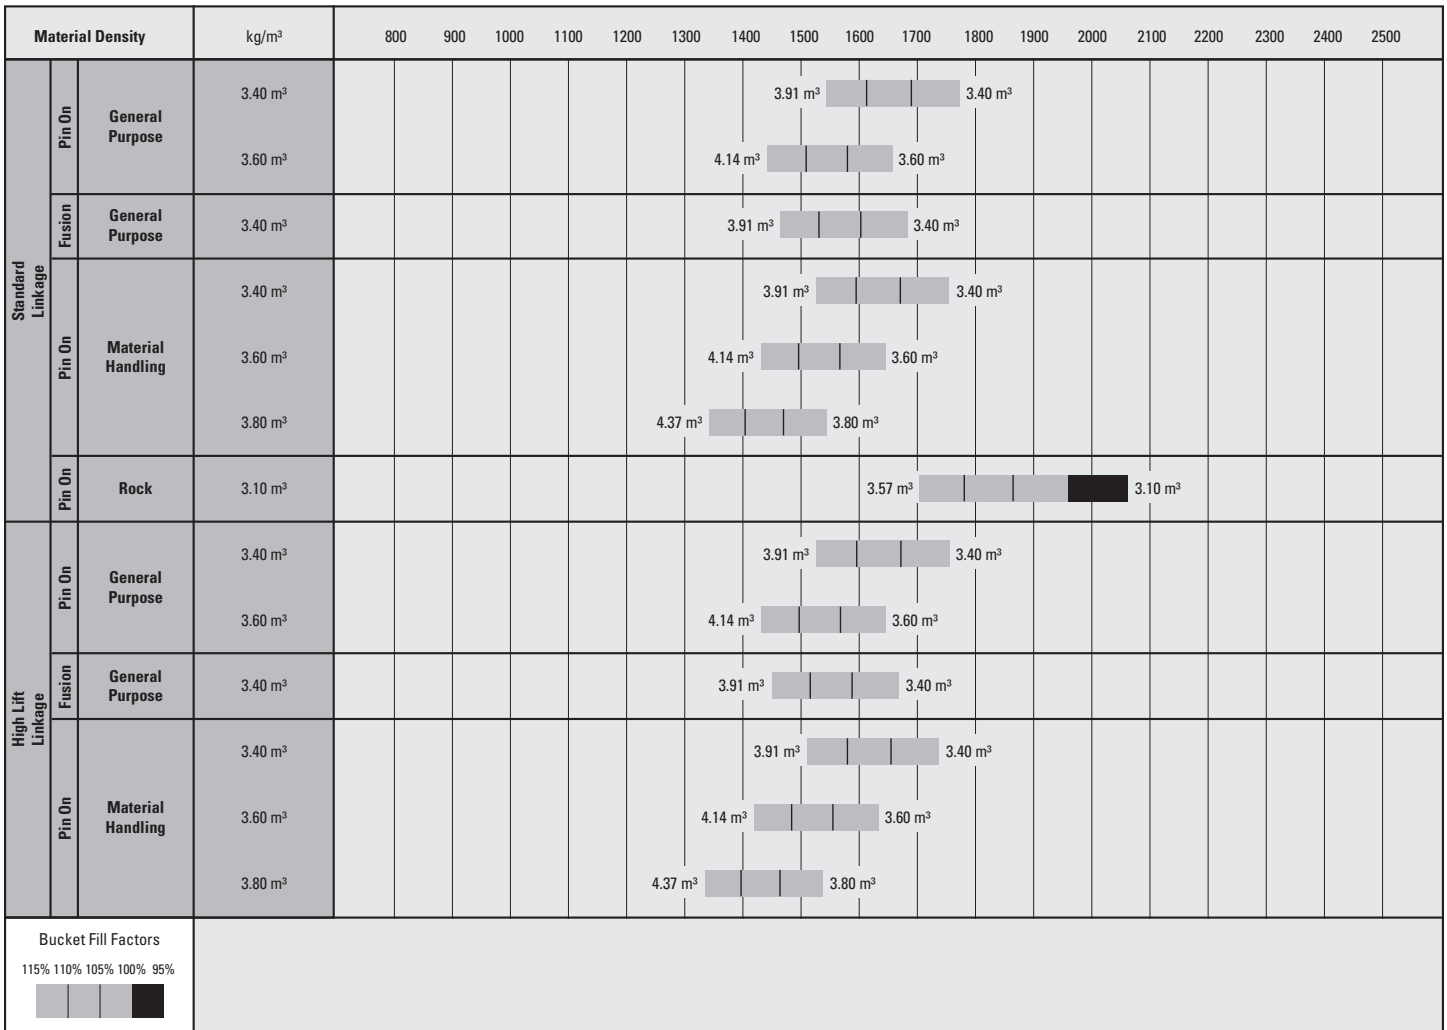 Material Density kg/m³ 800 900 1000 1100 1200 1300 1400 1500 1600 1700 1800 1900 2000 2100 2200 2300 2400 2500
Standard
Linkage
Pin On
General
Purpose
3.40 m³ 3.91 m³ 3.40 m³
3.60 m³ 4.14 m³ 3.60 m³
Fusion
General
Purpose
3.40 m³ 3.91 m³ 3.40 m³
Pin On
Material
Handling
3.40 m³ 3.91 m³ 3.40 m³
3.60 m³ 4.14 m³ 3.60 m³
3.80 m³ 4.37 m³ 3.80 m³
Pin On
Rock
3.10 m³ 3.57 m³ 3.10 m³
High Lift
Linkage
Pin On
General
Purpose
3.40 m³ 3.91 m³ 3.40 m³
3.60 m³ 4.14 m³ 3.60 m³
Fusion
General
Purpose
3.40 m³ 3.91 m³ 3.40 m³
Pin On
Material
Handling
3.40 m³ 3.91 m³ 3.40 m³
3.60 m³ 4.14 m³ 3.60 m³
3.80 m³ 4.37 m³ 3.80 m³
Bucket Fill Factors
115% 110% 105% 100% 95%